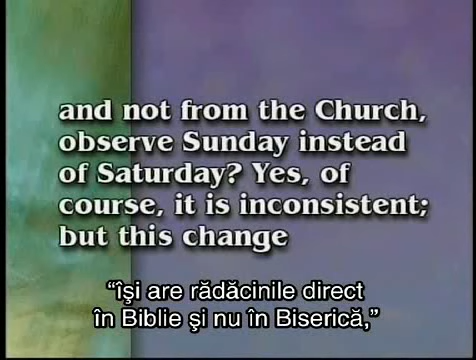 and not from the Church,
observe Sunday instead
of Saturday? Yes, of
course, it is inconsistent;
but this change
“îşi are rădăcinile direct
în Biblie şi nu în Biserică,”